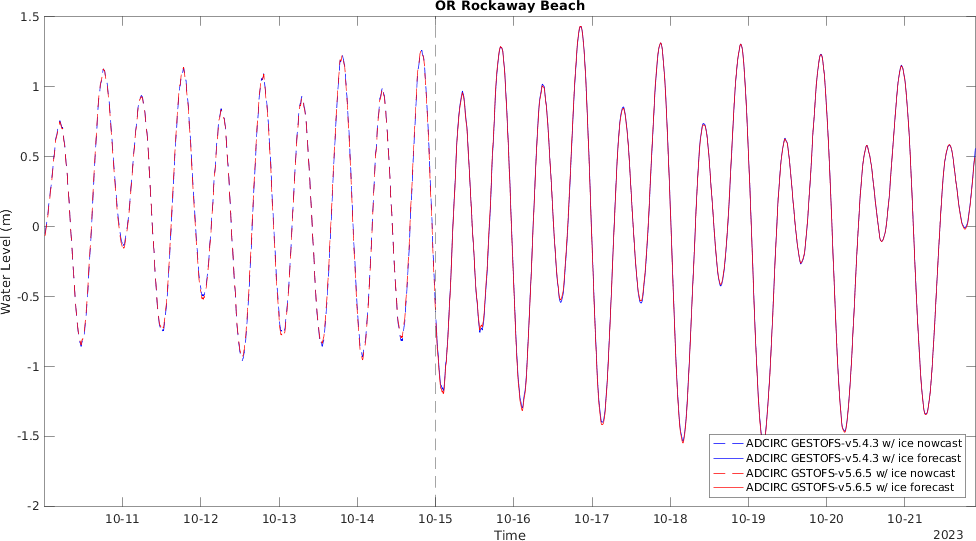 OR Rockaway Beach
1.5
1
0.5
0
-0.5
-1
-1.5
-2
Water Level (m)
10-11 10-12 10-13 10-14 10-15 10-16 10-17 10-18 10-19 10-20 10-21
Time
2023
ADCIRC GESTOFS-v5.4.3 w/ ice nowcast
ADCIRC GESTOFS-v5.4.3 w/ ice forecast
ADCIRC GSTOFS-v5.6.5 w/ ice nowcast
ADCIRC GSTOFS-v5.6.5 w/ ice forecast